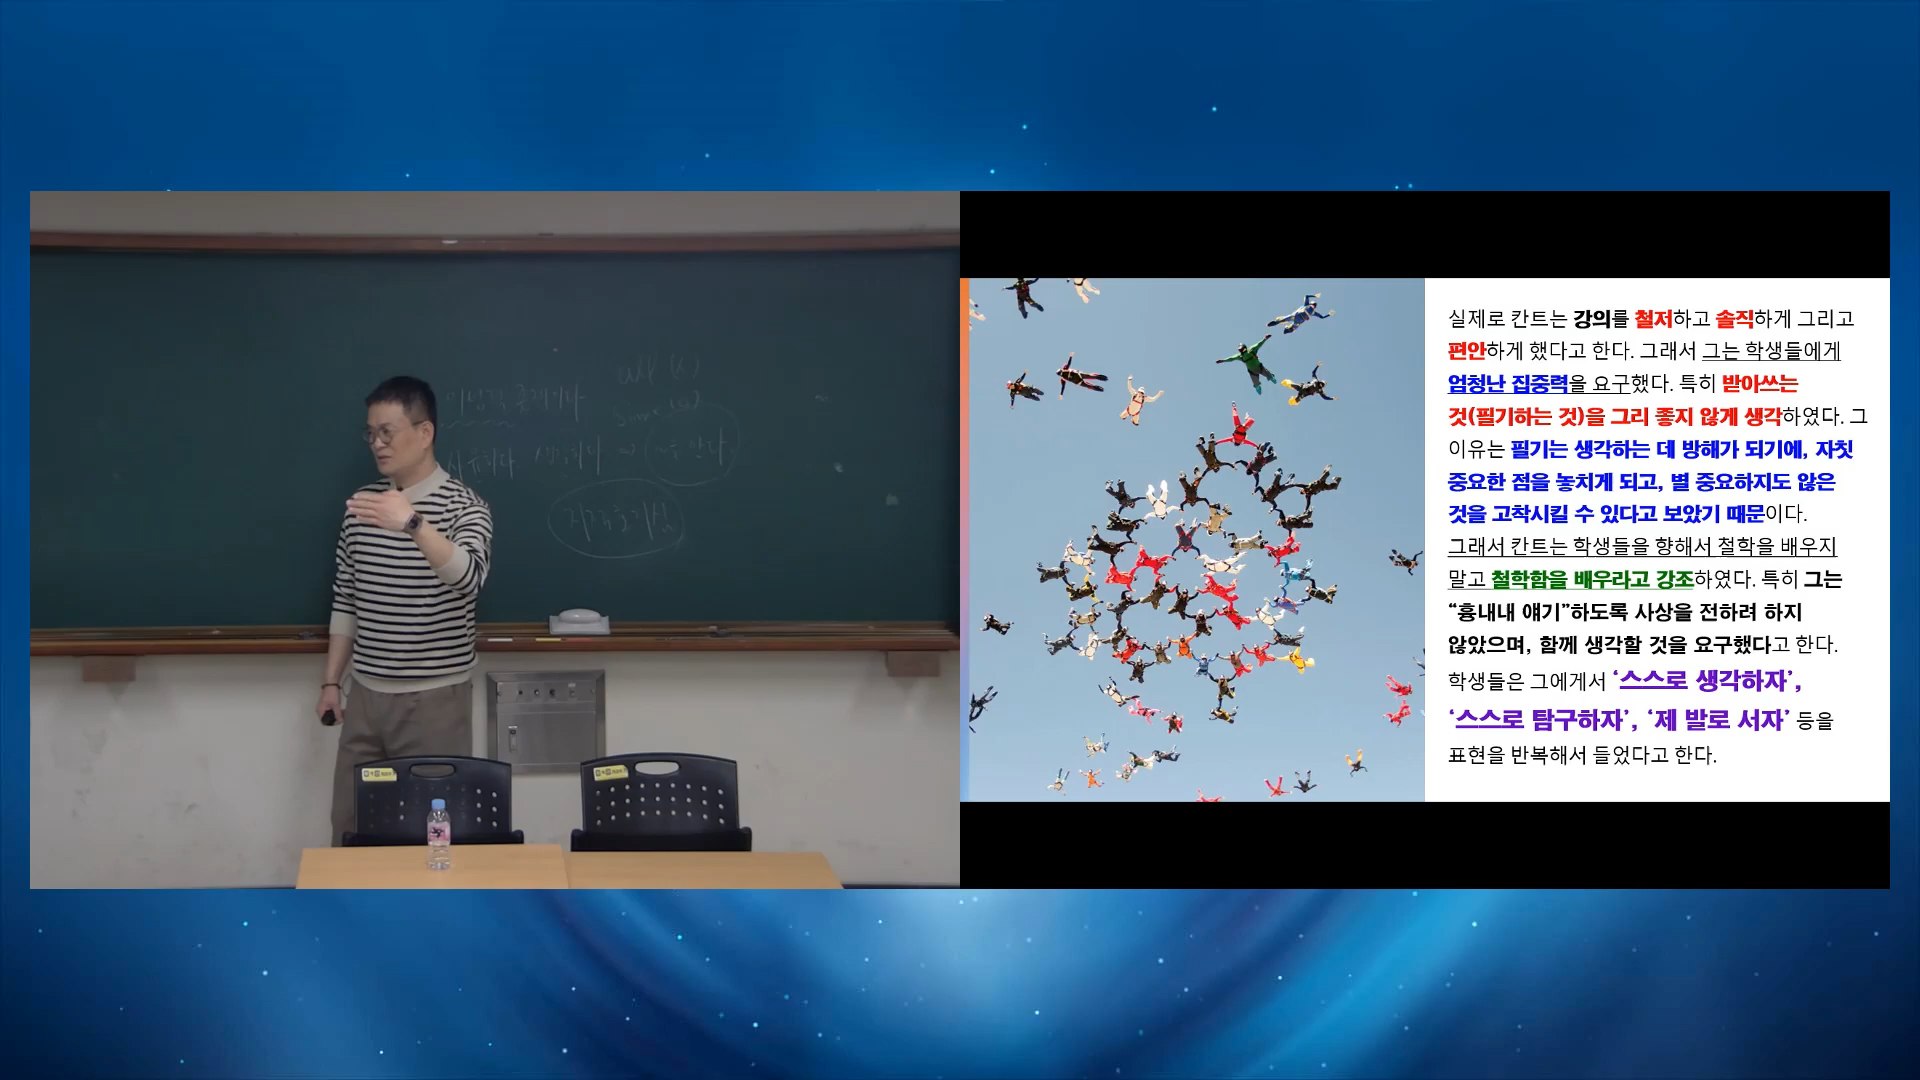 사유하다
지적허기심
실제로 칸트는 강의를 철저하고 솔직하게 그리고
편안하게 했다고 한다. 그래서 그는 학생들에게
엄청난 집중력을 요구했다. 특히 받아쓰는
것(필기하는 것)을 그리 좋지 않게 생각하였다. 그
이유는 필기는 생각하는 데 방해가 되기에, 자칫
중요한 점을 놓치게 되고, 별 중요하지도 않은
것을 고착시킬 수 있다고 보았기 때문이다.
그래서 칸트는 학생들을 향해서 철학을 배우지
말고 철학함을 배우라고 강조하였다. 특히 그는
“흉내내 얘기”하도록 사상을 전하려 하지
않았으며, 함께 생각할 것을 요구했다고 한다.
학생들은 그에게서 ‘스스로 생각하자’,
‘스스로 탐구하자’, ‘제 발로 서자’ 등을
표현을 반복해서 들었다고 한다.